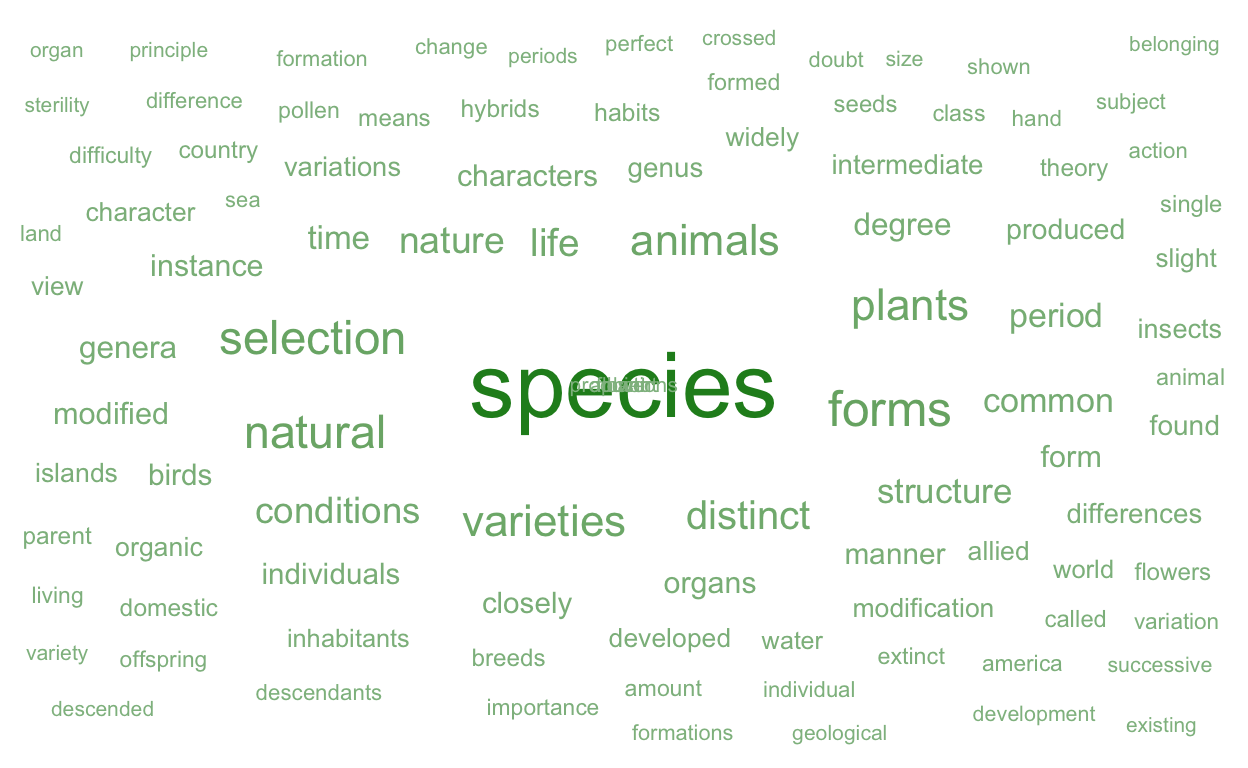 organ principle formation change periods perfect crossed doubt size shown belonging
sterility difference pollen means hybrids habits formed seeds class hand subject
difficulty country variations characters genus widely intermediate theory action
land character sea time nature life animals degree produced single
view instance slight
genera selection plants period insects
species
modified natural forms common animal found
islands birds form
conditions varieties distinct structure differences
parent organic individuals manner allied world flowers
living domestic closely organs modification called variation
variety offspring inhabitants breeds developed water extinct america successive
descended descendants importance amount individual development existing
formations geological